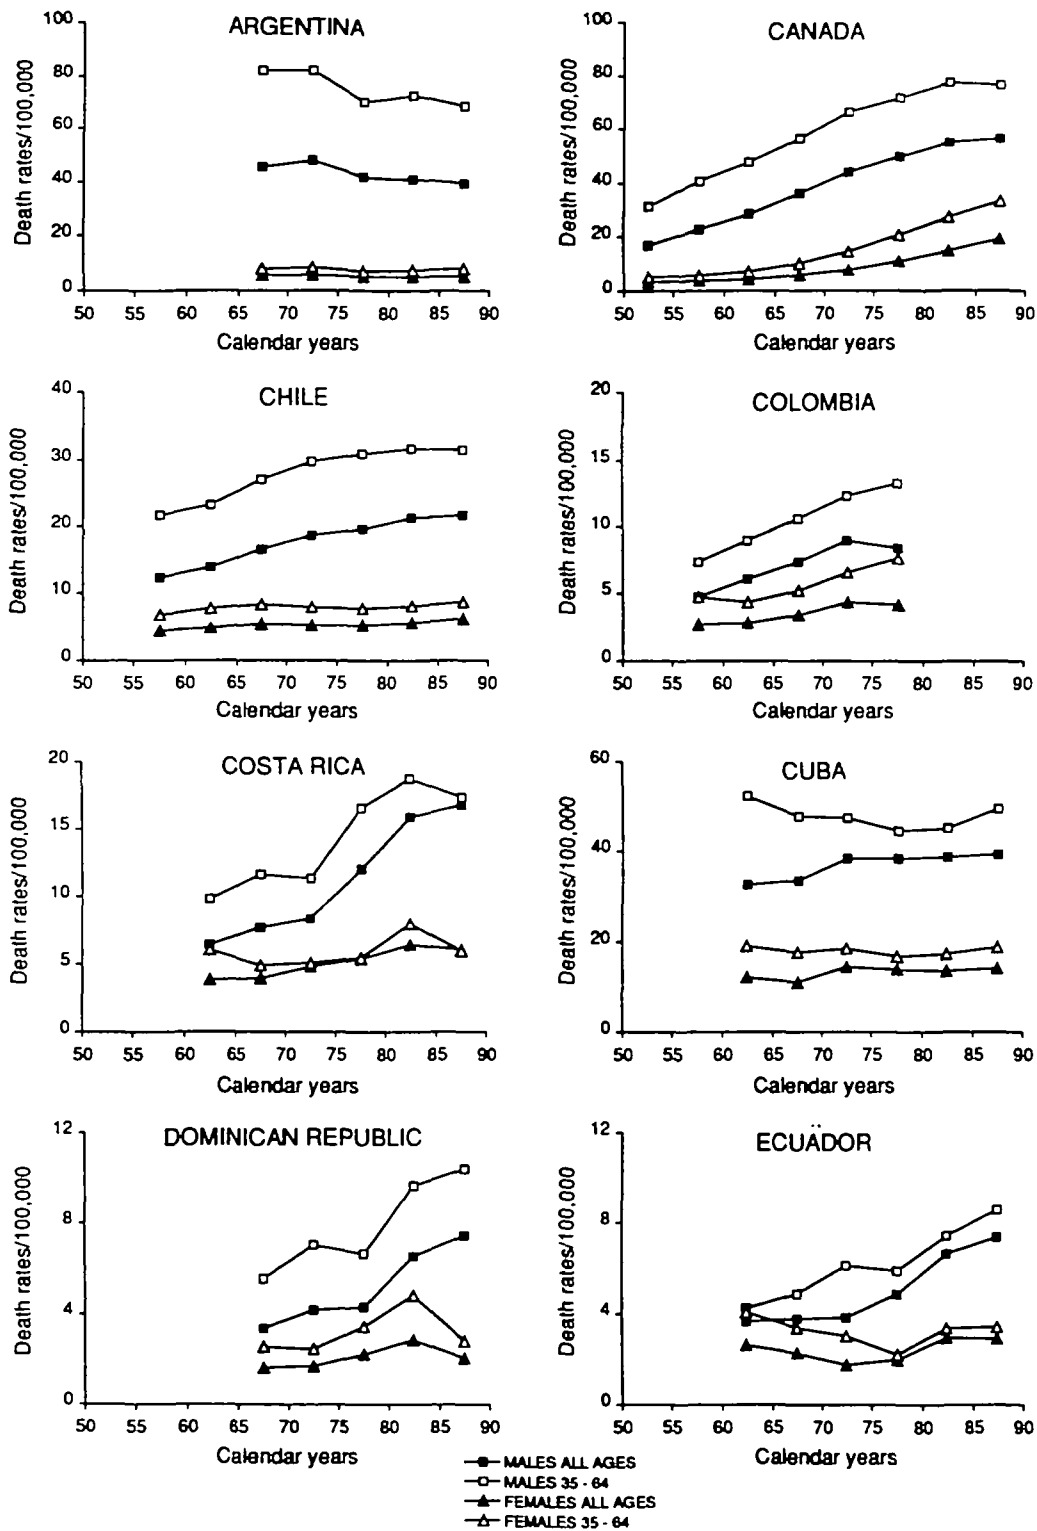 ARGENTINA
Death rates/100,000
100
80
60
40
20
0
50 55 60 65 70 75 80 85 90
Calendar years
CANADA
Death rates/100,000
100
80
60
40
20
0
50 55 60 65 70 75 80 85 90
Calendar years
CHILE
Death rates/100,000
40
30
20
10
0
50 55 60 65 70 75 80 85 90
Calendar years
COLOMBIA
Death rates/100,000
20
15
10
5
0
50 55 60 65 70 75 80 85 90
Calendar years
COSTA RICA
Death rates/100,000
20
15
10
5
0
50 55 60 65 70 75 80 85 90
Calendar years
CUBA
Death rates/100,000
60
40
20
0
50 55 60 65 70 75 80 85 90
Calendar years
DOMINICAN REPUBLIC
Death rates/100,000
12
8
4
0
50 55 60 65 70 75 80 85 90
Calendar years
ECUADOR
Death rates/100,000
12
8
4
0
50 55 60 65 70 75 80 85 90
Calendar years
MALES ALL AGES
MALES 35 - 64
FEMALES ALL AGES
FEMALES 35 - 64